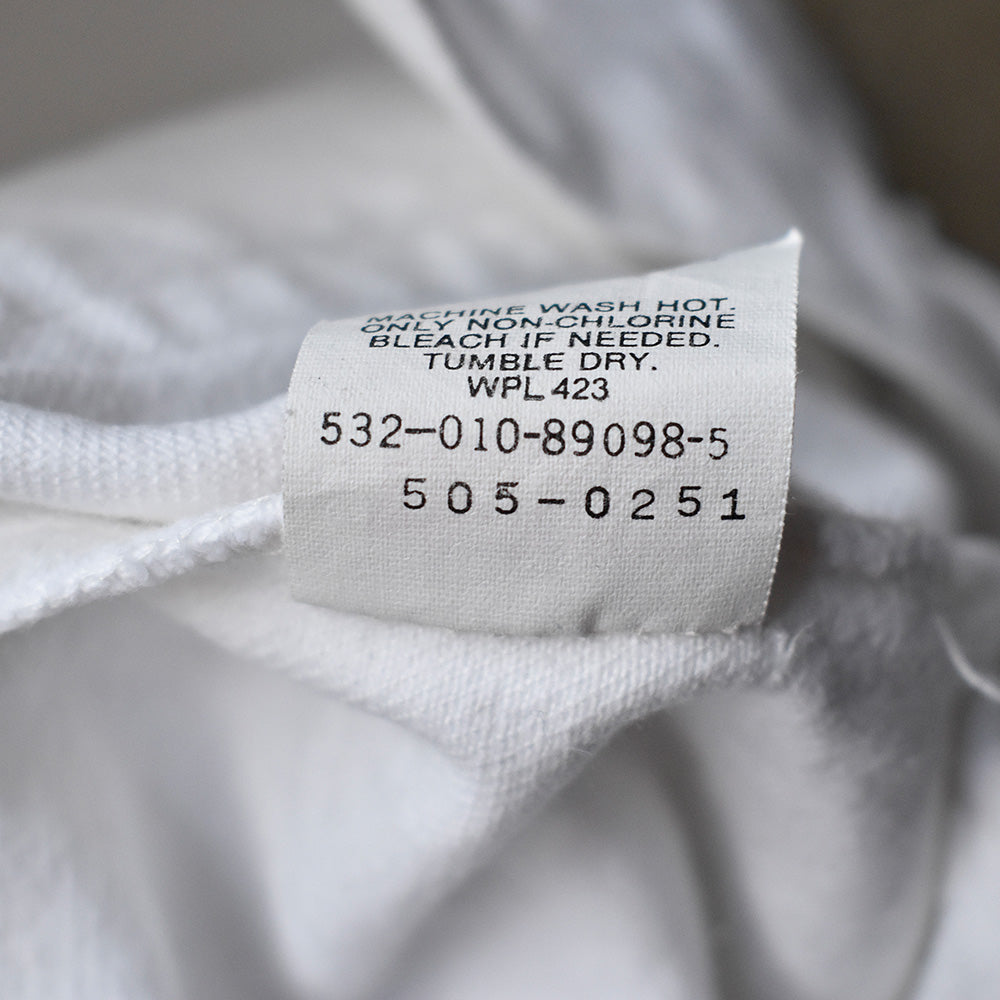 MACHINE WASH HOT.
ONLY NON-CHLORINE
BLEACH IF NEEDED.
TUMBLE DRY.
WPL 423
532-010-89098-5
505-0251